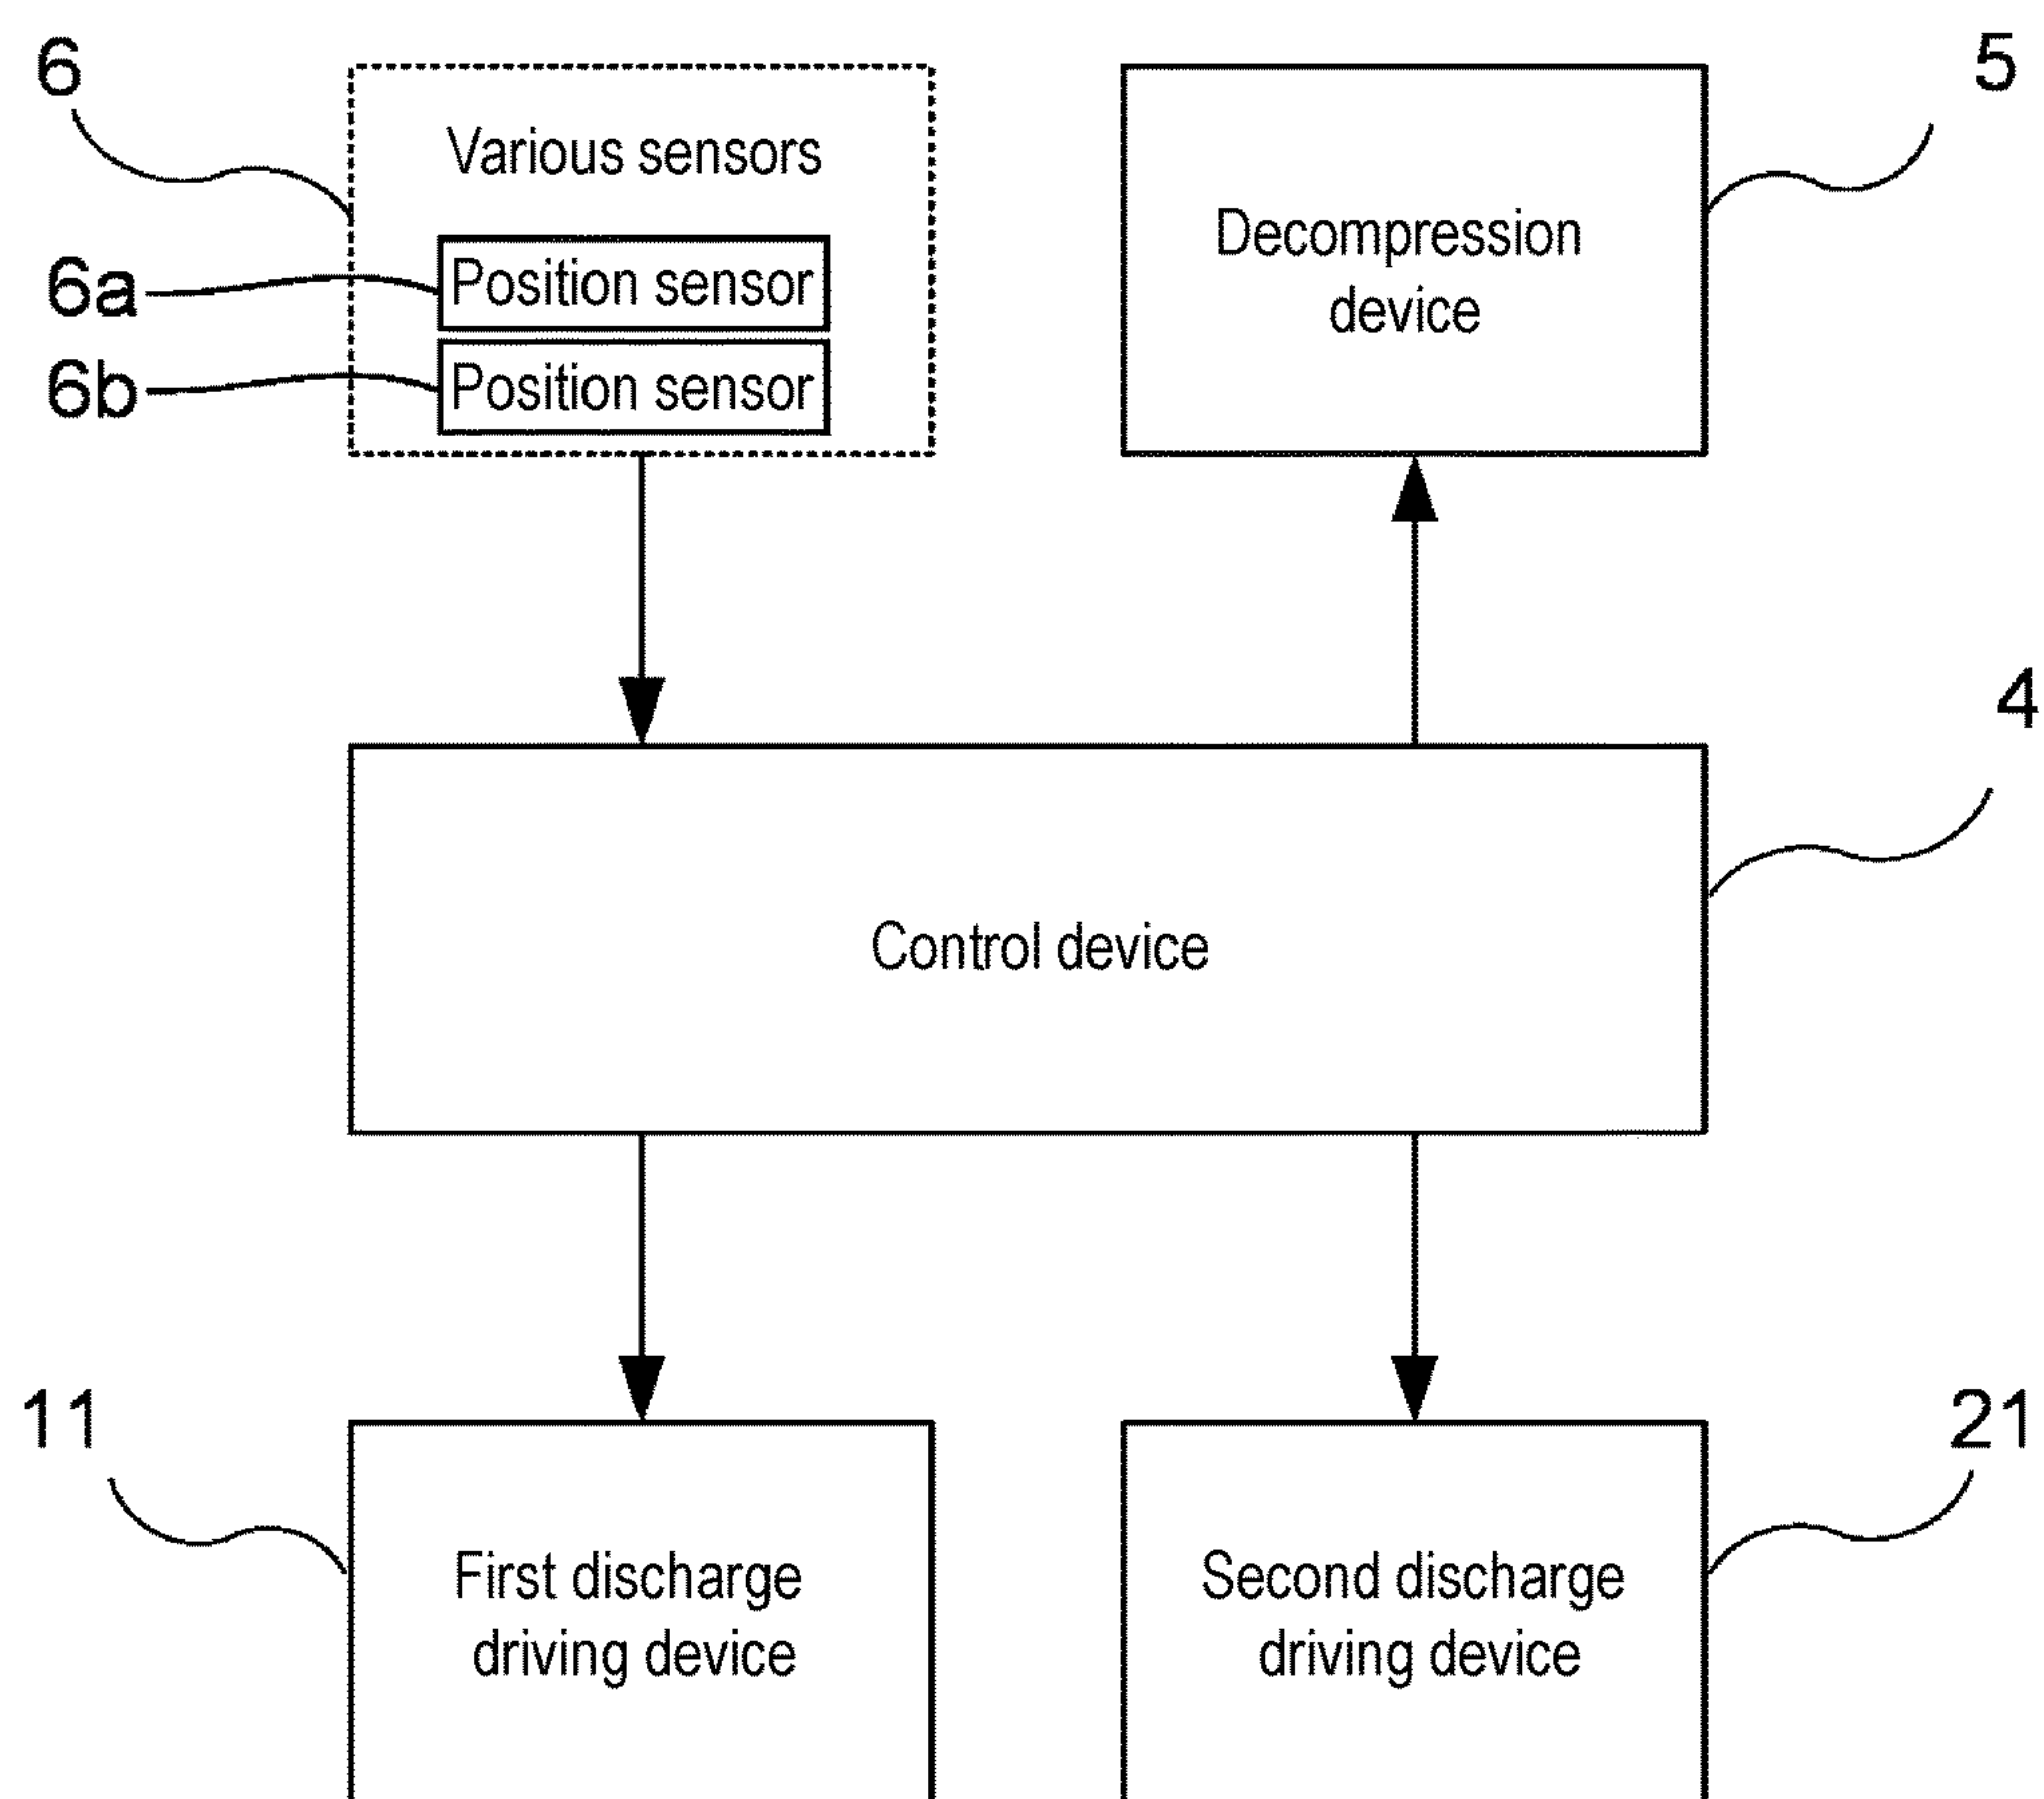 6
Various sensors
5
6a
Position sensor
Decompression
device
6b
Position sensor
4
Control device
11
21
First discharge
driving device
Second discharge
driving device